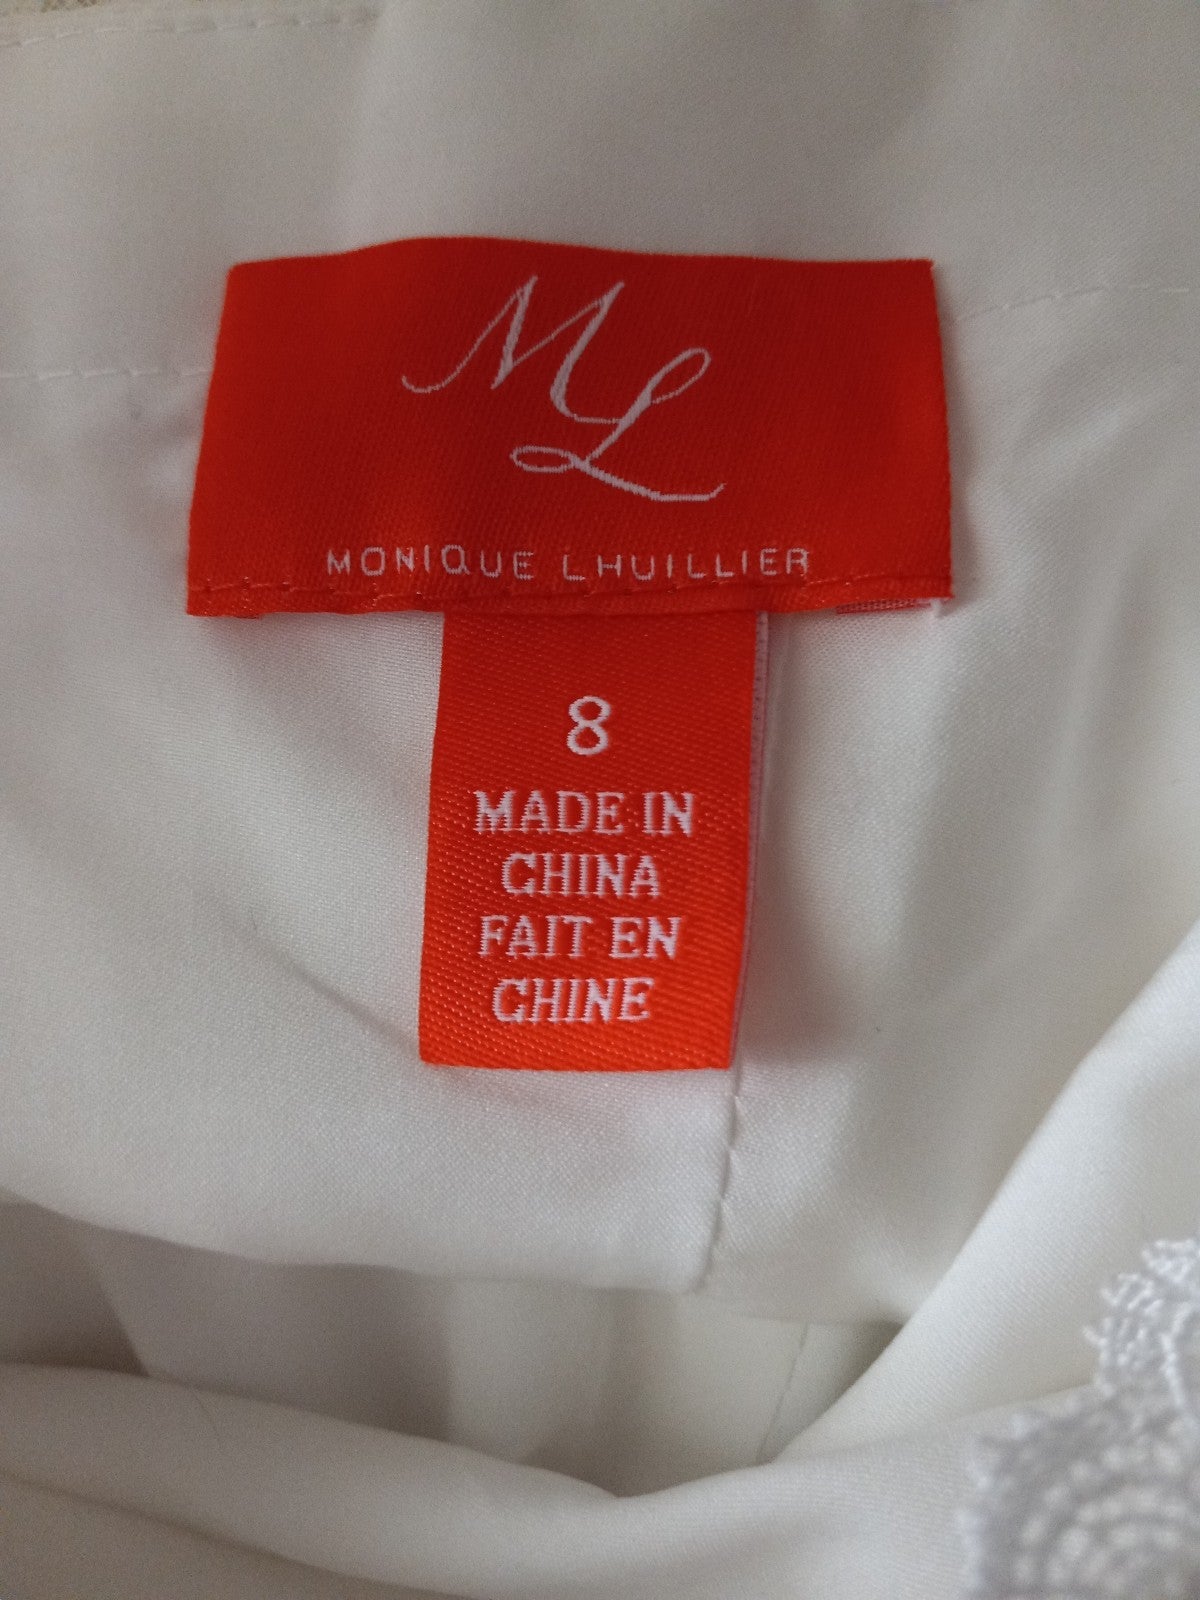 ML
MONIQUE LHUILLIER
8
MADE IN
CHINA
FAIT EN
CHINE